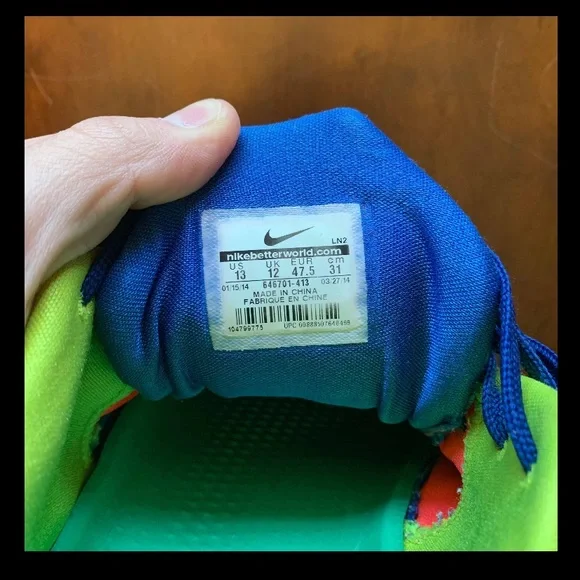 LN2
nikebetterworld.com
US UK EUR cm
13 12 47.5 31
01/15/14 646701-413 03/27/14
MADE IN CHINA
FABRIQUE EN CHINE
104799775
UPC